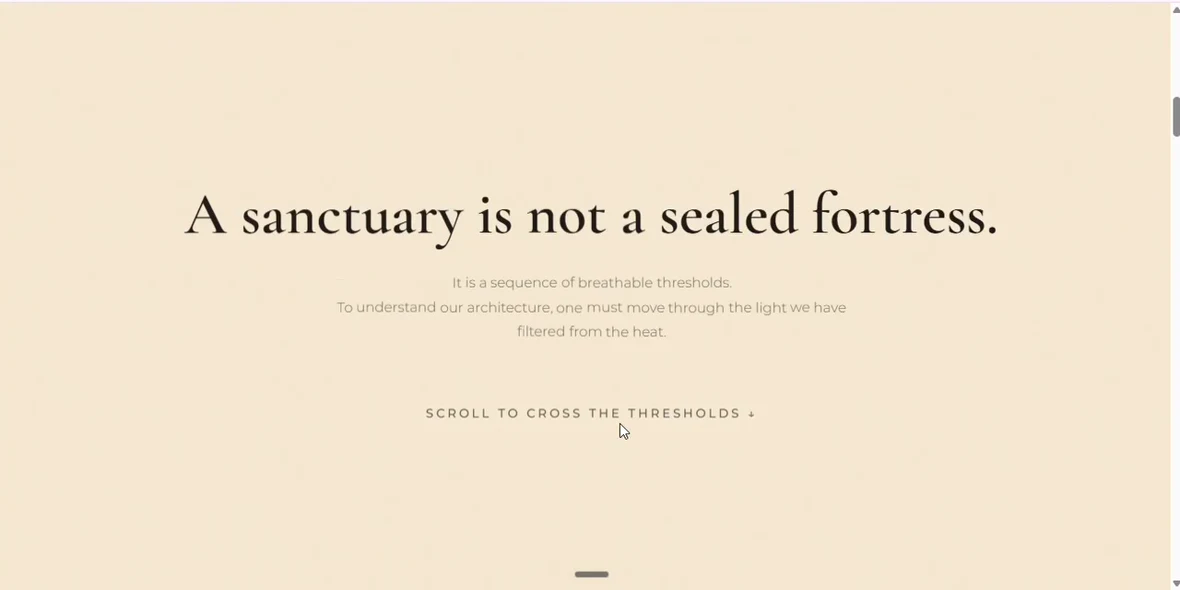 A sanctuary is not a sealed fortress.
It is a sequence of breathable thresholds.
To understand our architecture, one must move through the light we have
filtered from the heat.
SCROLL TO CROSS THE THRESHOLDS ↓